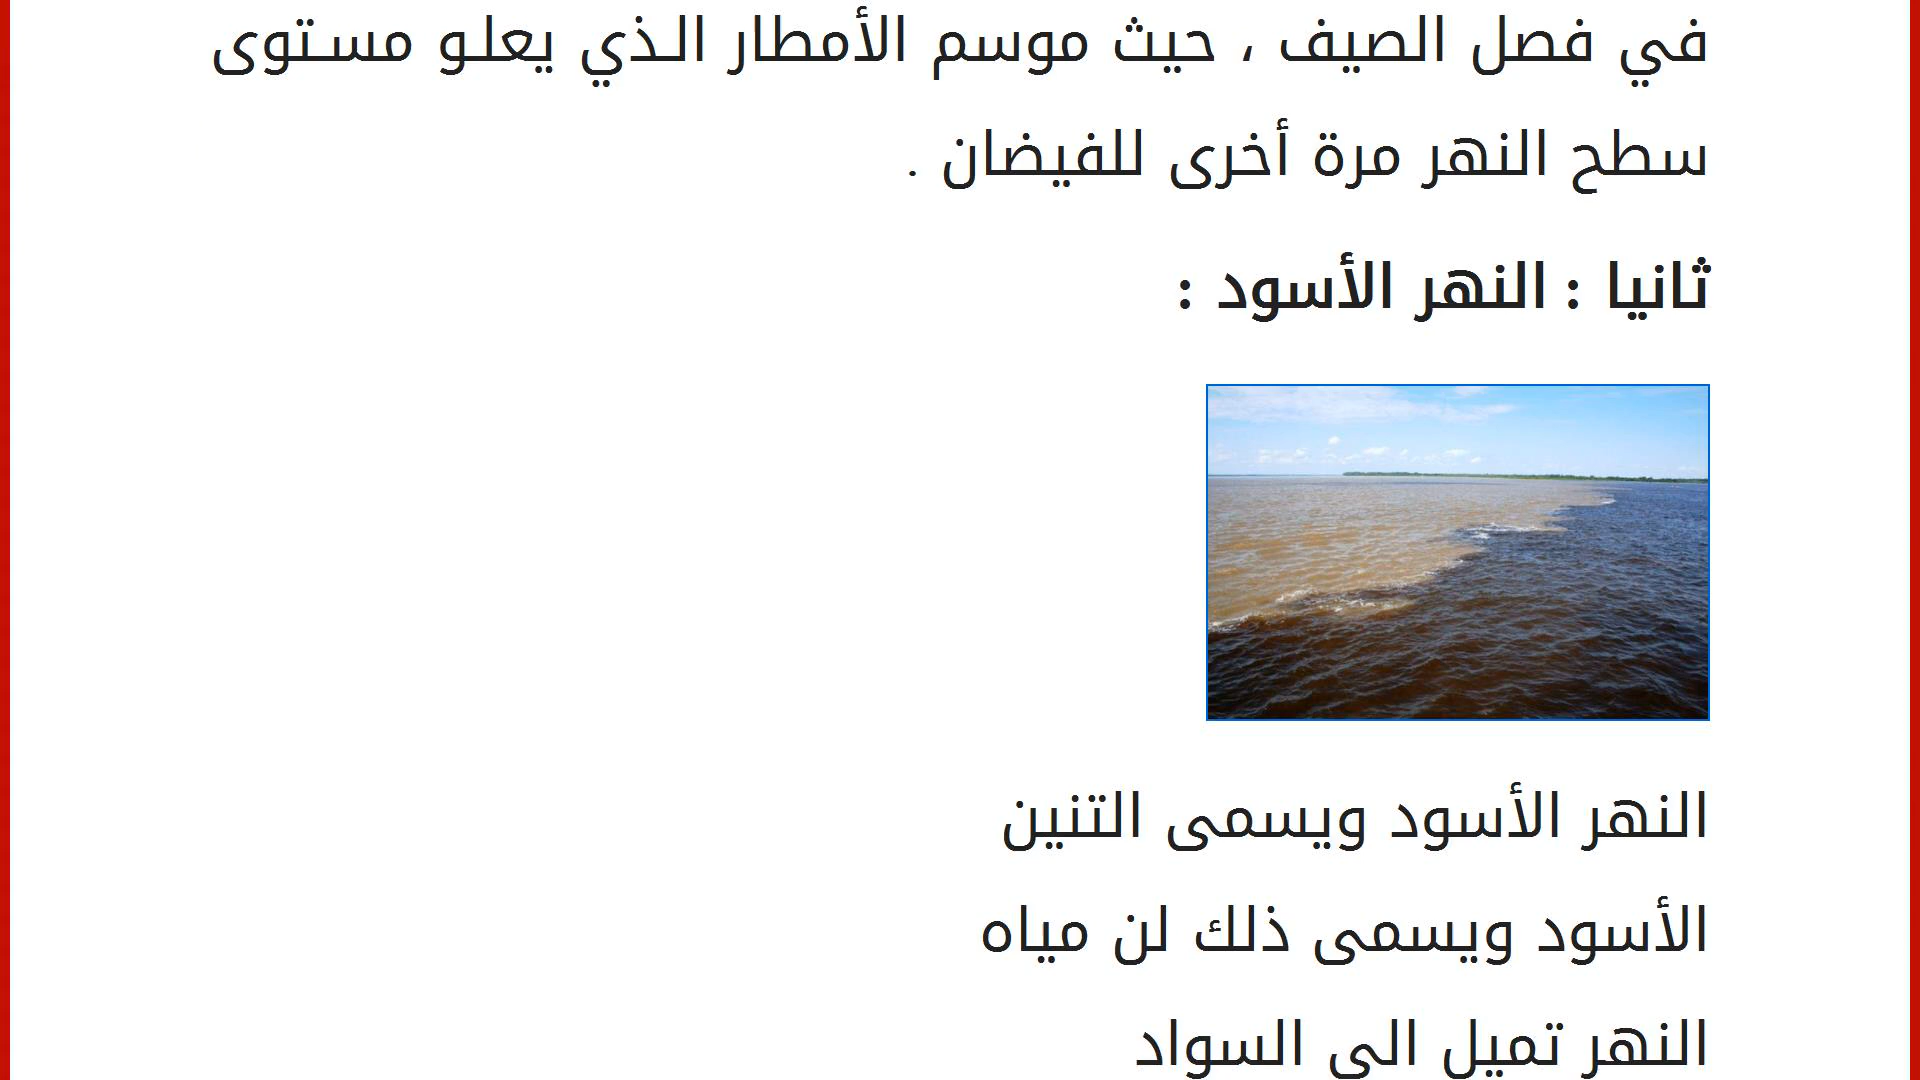 في فصل الصيف ، حيث موسم الأمطار الذي يعلو مستوى
سطح النهر مرة أخرى للفيضان .
ثانيا : النهر الأسود :
النهر الأسود ويسمى التنين
الأسود ويسمى ذلك لن مياه
النهر تميل الى السواد